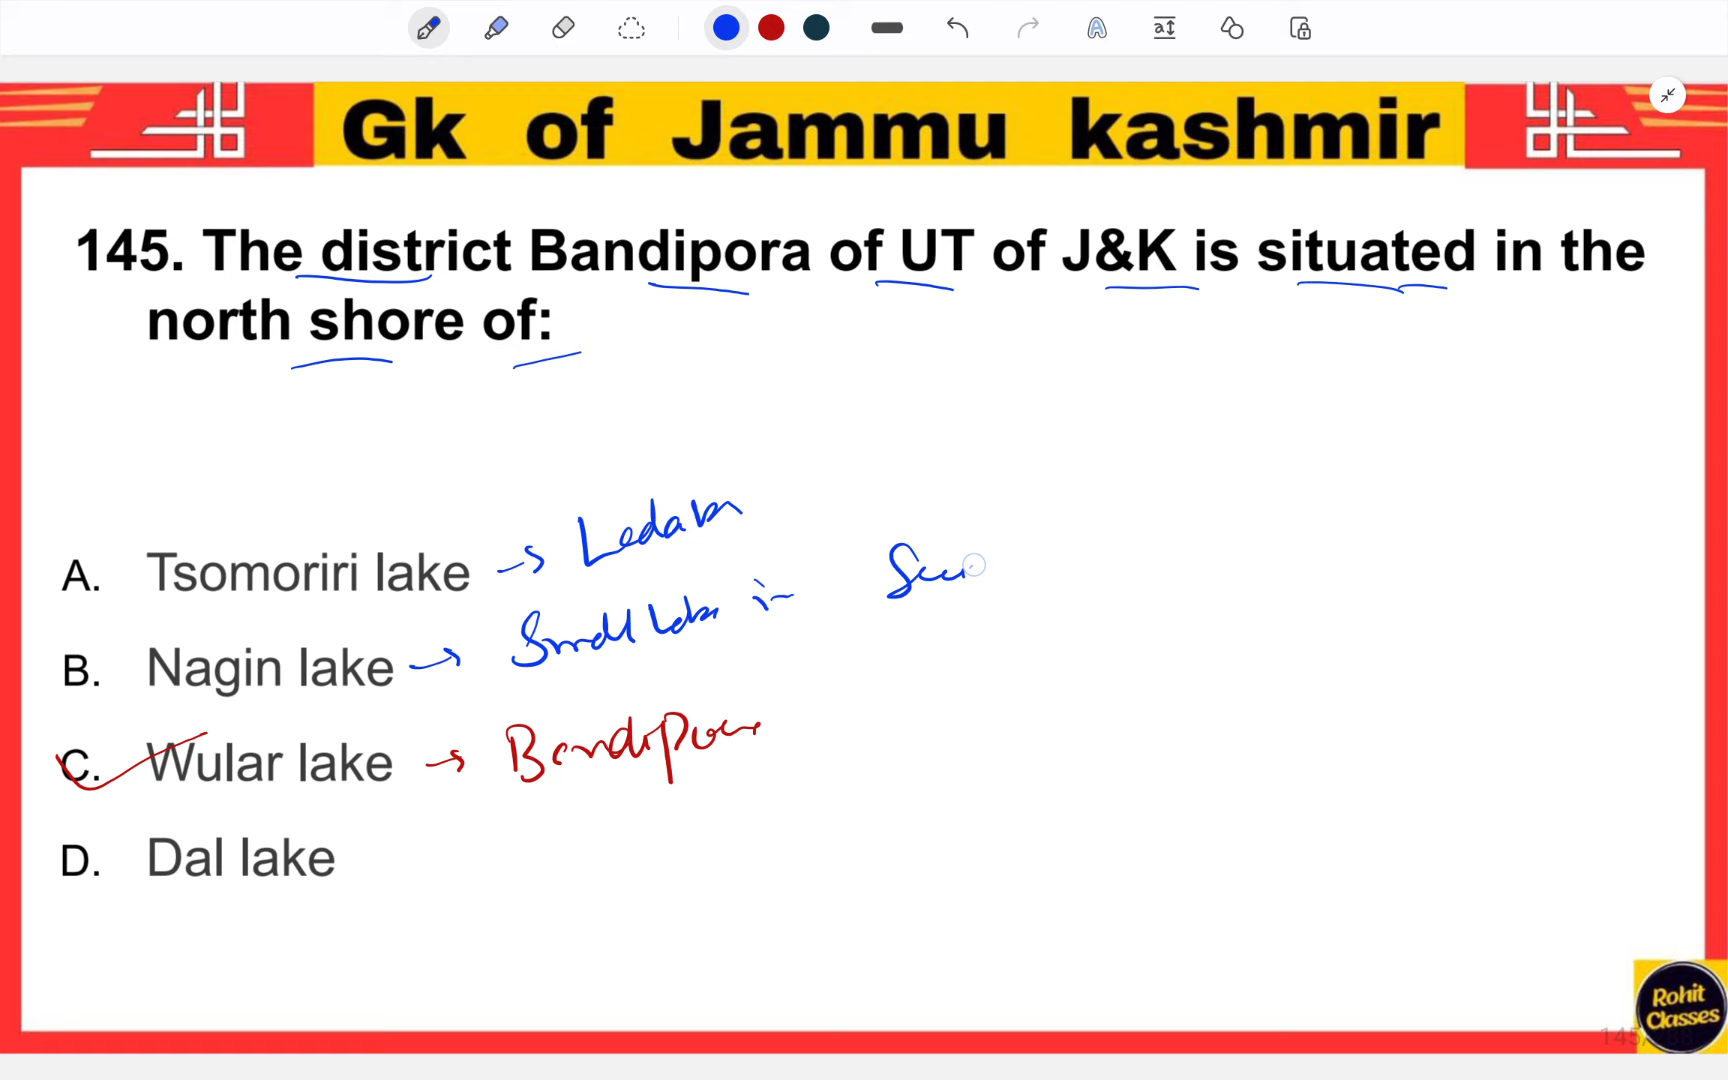 Gk of Jammu kashmir
145. The district Bandipora of UT of J&K is situated in the
north shore of:
A. Tsomoriri lake → Ledakh
B. Nagin lake → Small lake in
C. Wular lake → Bandipora
D. Dal lake
Rohit
Classes